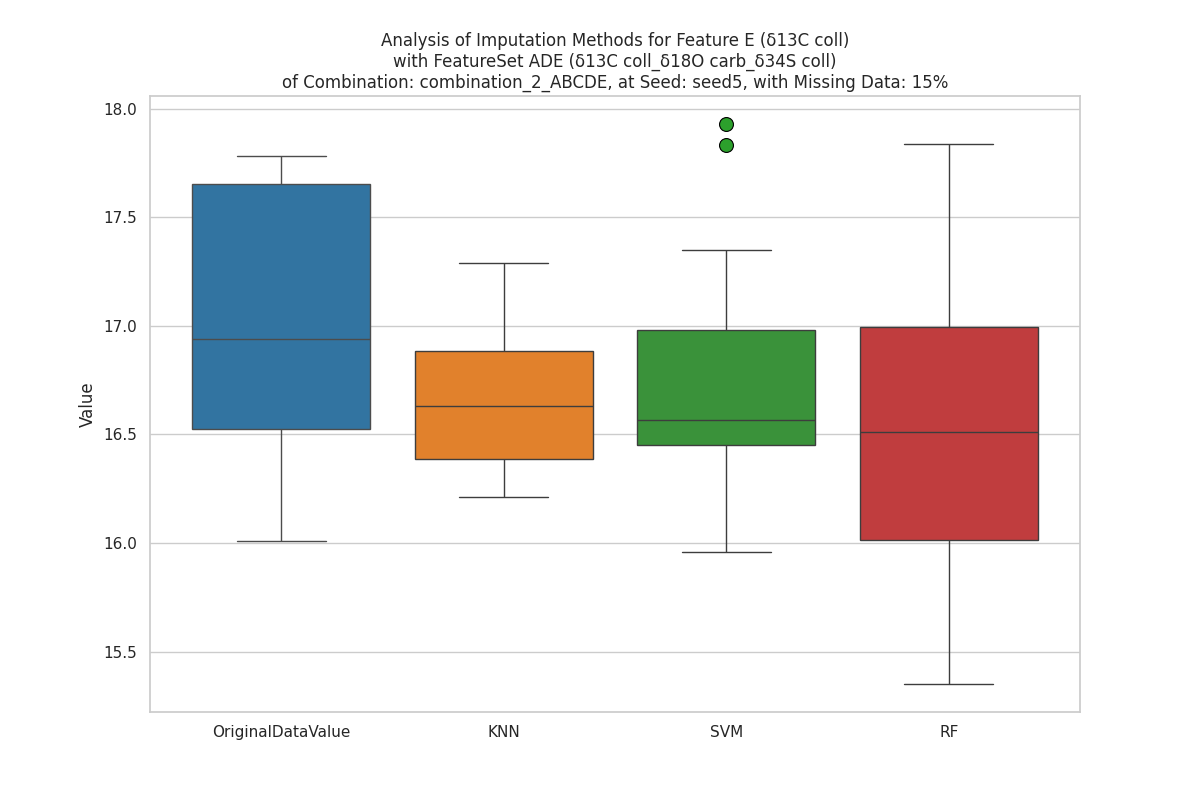 Analysis of Imputation Methods for Feature E (δ13C coll)
with FeatureSet ADE (δ13C coll_δ18O carb_δ34S coll)
of Combination: combination_2_ABCDE, at Seed: seed5, with Missing Data: 15%
18.0
17.5
17.0
16.5
16.0
15.5
Value
OriginalDataValue
KNN
SVM
RF